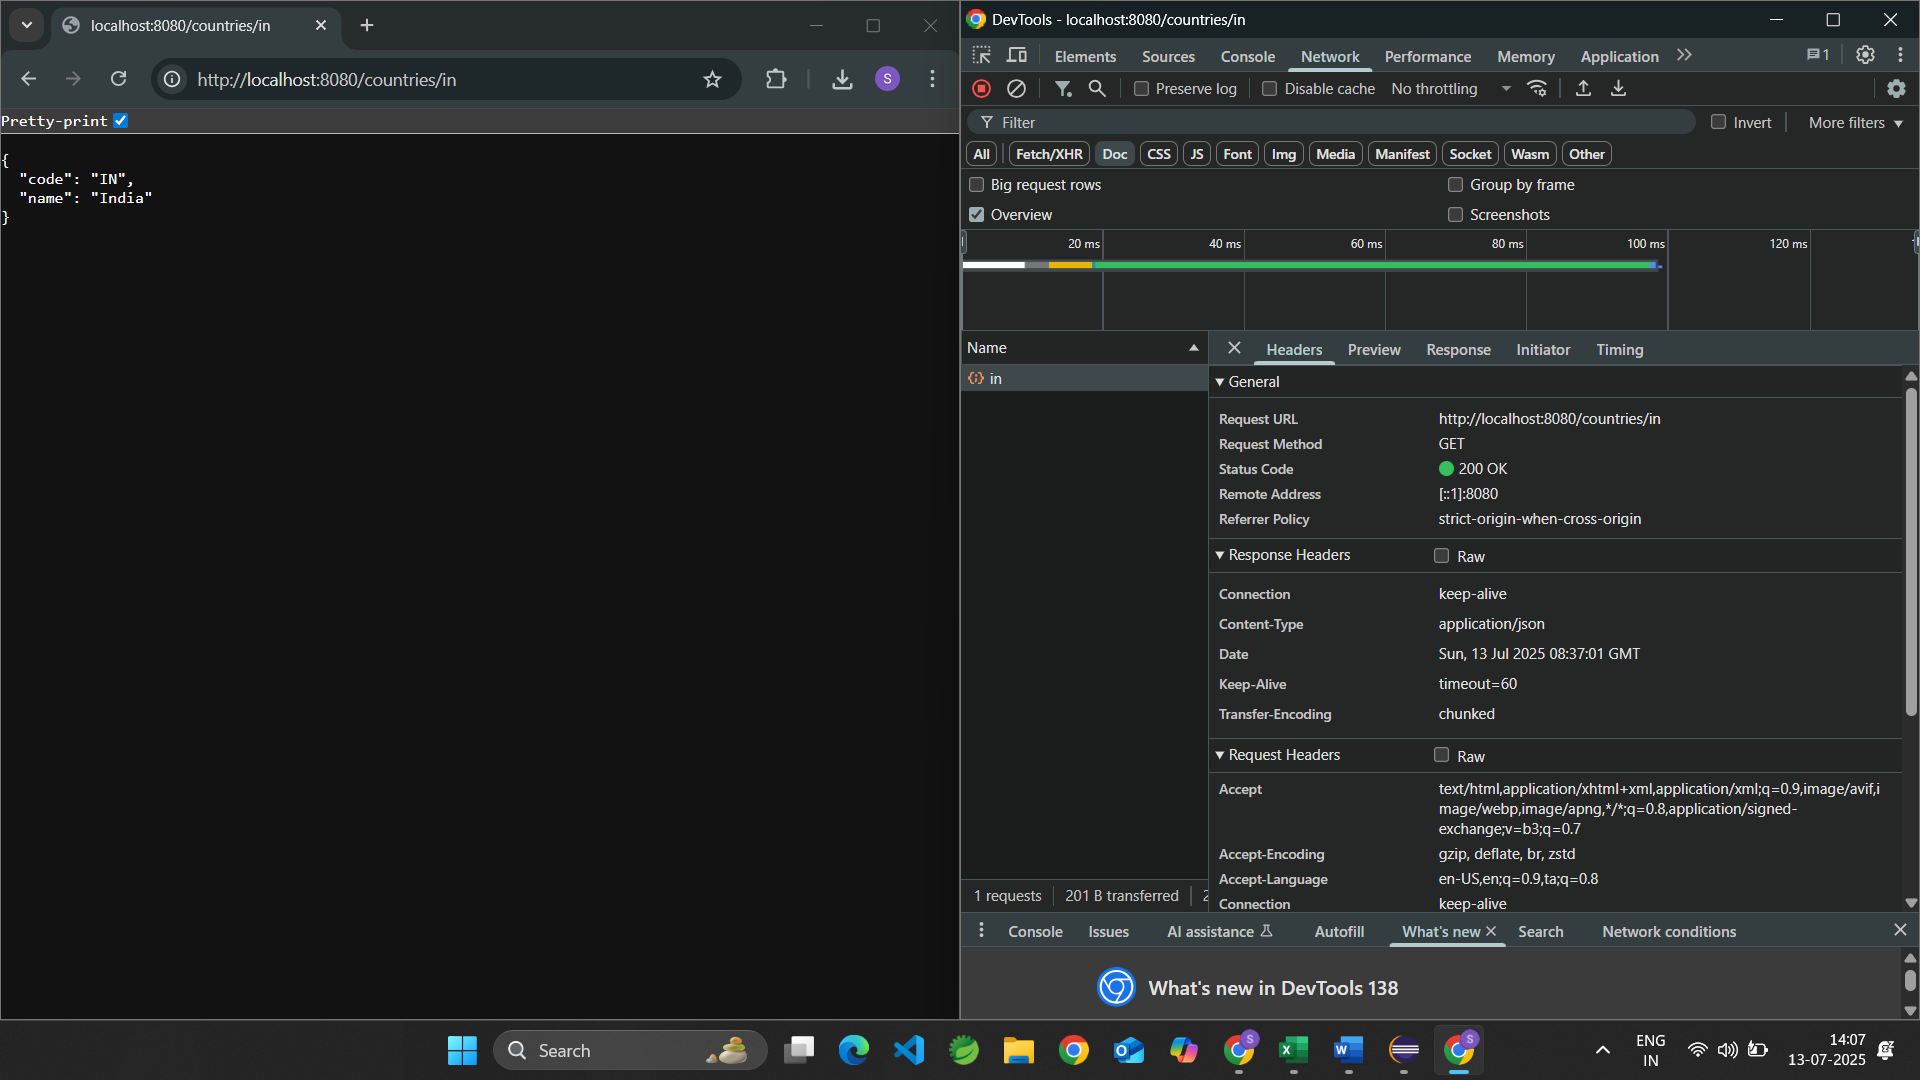 localhost:8080/countries/in
http://localhost:8080/countries/in
S
Pretty-print
{
  "code": "IN",
  "name": "India"
}
DevTools - localhost:8080/countries/in
Elements Sources Console Network Performance Memory Application 1
Preserve log Disable cache No throttling
Filter Invert More filters
All Fetch/XHR Doc CSS JS Font Img Media Manifest Socket Wasm Other
Big request rows Group by frame
Overview Screenshots
20 ms 40 ms 60 ms 80 ms 100 ms 120 ms
Name
in
Headers Preview Response Initiator Timing
General
Request URL http://localhost:8080/countries/in
Request Method GET
Status Code 200 OK
Remote Address [::1]:8080
Referrer Policy strict-origin-when-cross-origin
Response Headers Raw
Connection keep-alive
Content-Type application/json
Date Sun, 13 Jul 2025 08:37:01 GMT
Keep-Alive timeout=60
Transfer-Encoding chunked
Request Headers Raw
Accept text/html,application/xhtml+xml,application/xml;q=0.9,image/avif,i
mage/webp,image/apng,*/*;q=0.8,application/signed-
exchange;v=b3;q=0.7
Accept-Encoding gzip, deflate, br, zstd
Accept-Language en-US,en;q=0.9,ta;q=0.8
Connection keep-alive
1 requests 201 B transferred
Console Issues AI assistance Autofill What's new Search Network conditions
What's new in DevTools 138
Search
ENG
IN
14:07
13-07-2025